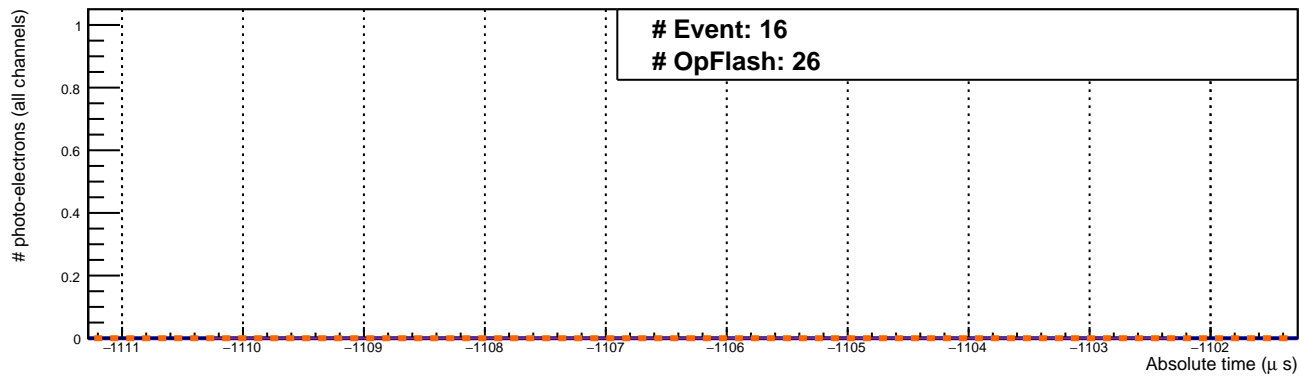 # Event: 16
# OpFlash: 26
# photo-electrons (all channels)
1
0.8
0.6
0.4
0.2
0
−1111 −1110 −1109 −1108 −1107 −1106 −1105 −1104 −1103 −1102
Absolute time (μ s)